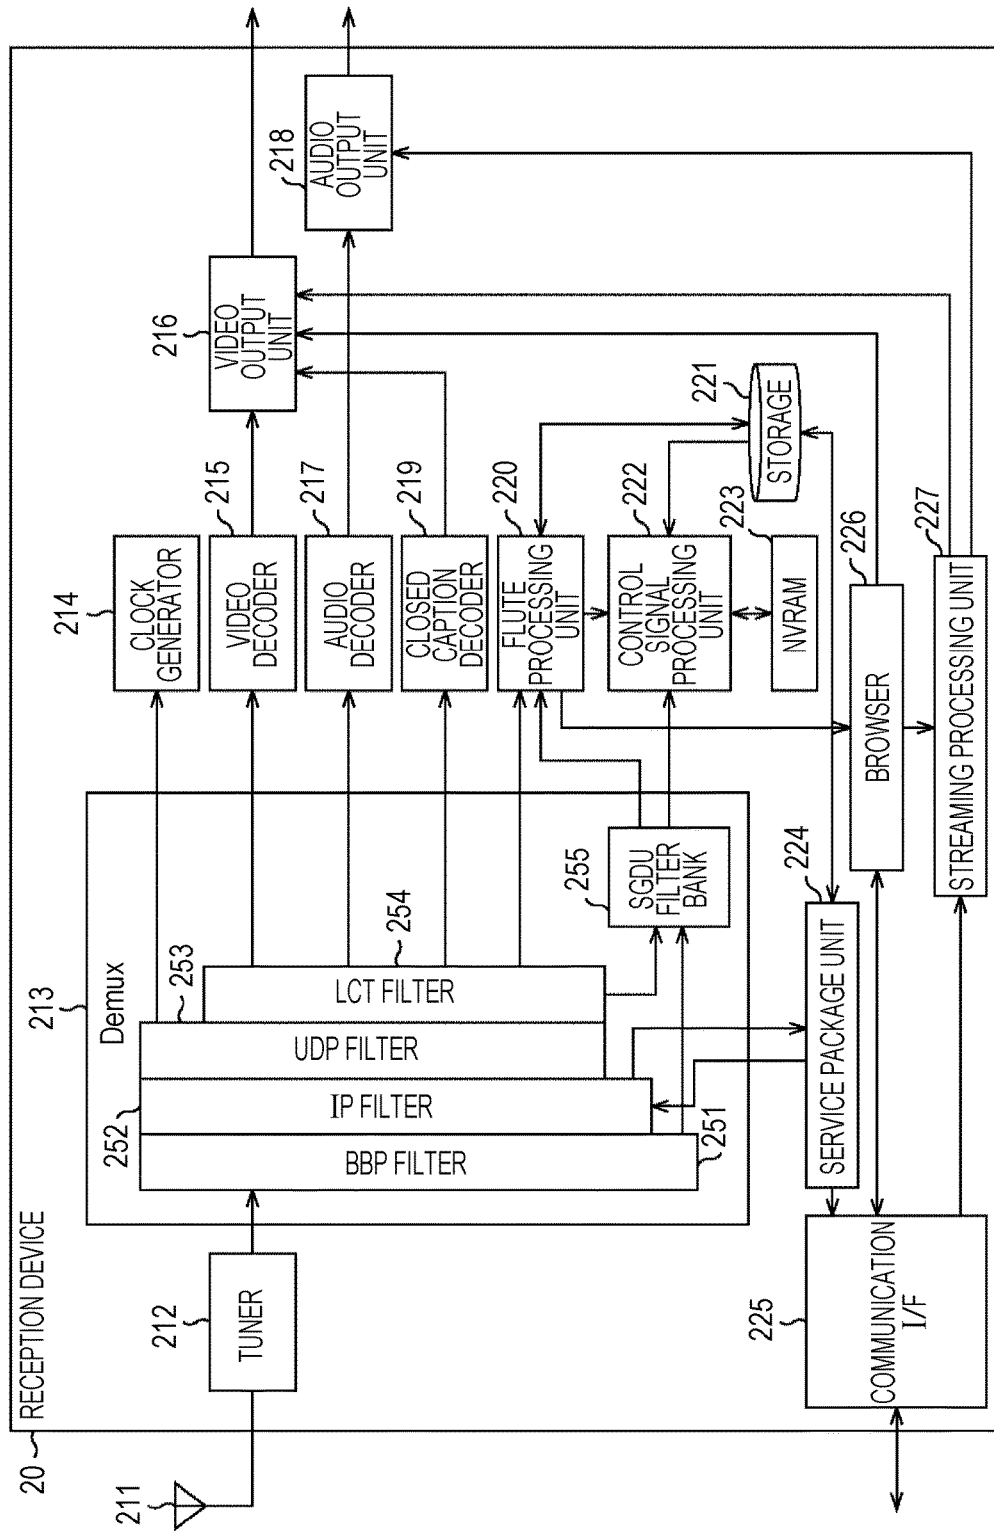 20
RECEPTION DEVICE
211
212
TUNER
213
Demux
252
253
254
BBP FILTER
IP FILTER
UDP FILTER
LCT FILTER
251
255
SGDU
FILTER
BANK
214
CLOCK
GENERATOR
215
VIDEO
DECODER
216
VIDEO
OUTPUT
UNIT
217
AUDIO
DECODER
218
AUDIO
OUTPUT
UNIT
219
CLOSED
CAPTION
DECODER
220
FLUTE
PROCESSING
UNIT
221
STORAGE
222
CONTROL
SIGNAL
PROCESSING
UNIT
223
NVRAM
224
SERVICE PACKAGE UNIT
225
COMMUNICATION
I/F
226
BROWSER
227
STREAMING PROCESSING UNIT